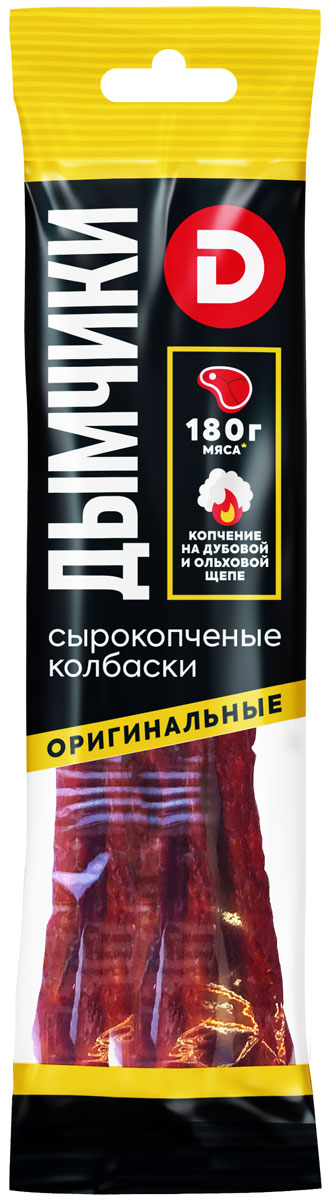 ДЫМЧИКИ
D
180г
МЯСА*
КОПЧЕНИЕ
НА ДУБОВОЙ
И ОЛЬХОВОЙ
ЩЕПЕ
сырокопченые
колбаски
ОРИГИНАЛЬНЫЕ